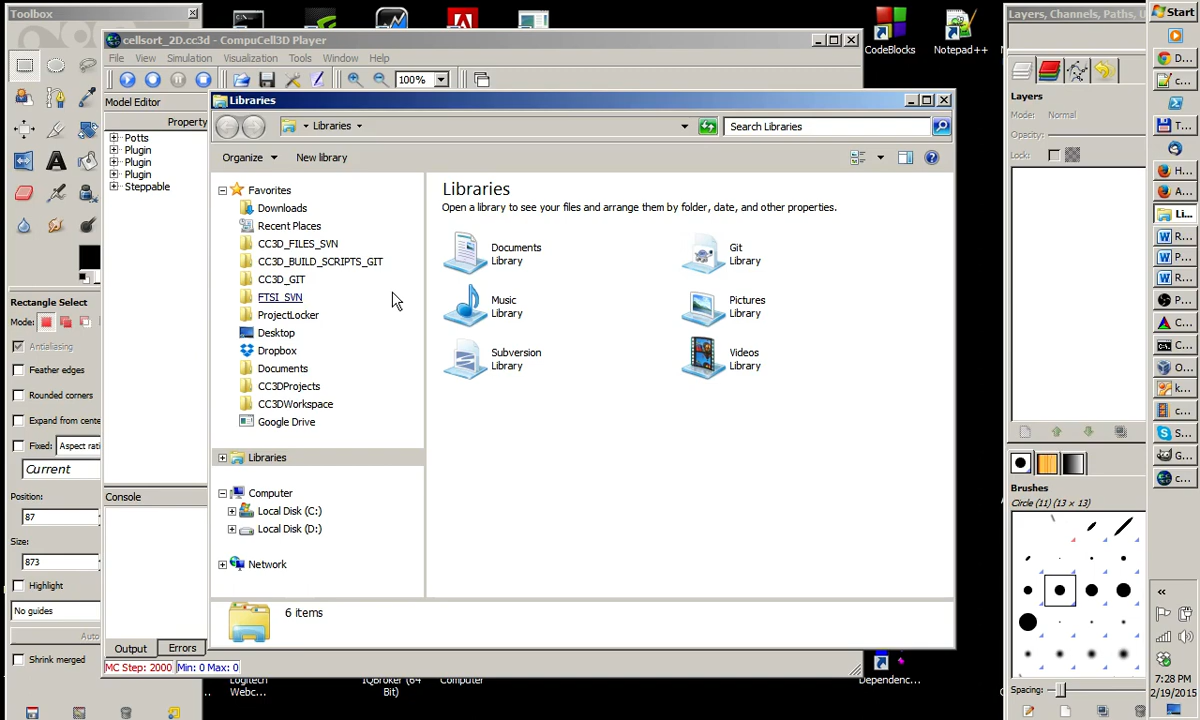 Toolbox
cellsort_2D.cc3d - CompuCell3D Player
File View Simulation Visualization Tools Window Help
100%
Model Editor
Property
Potts
Plugin
Plugin
Plugin
Steppable
Libraries
Libraries
Search Libraries
Organize
New library
Favorites
Downloads
Recent Places
CC3D_FILES_SVN
CC3D_BUILD_SCRIPTS_GIT
CC3D_GIT
FTSI_SVN
ProjectLocker
Desktop
Dropbox
Documents
CC3DProjects
CC3DWorkspace
Google Drive
Libraries
Computer
Local Disk (C:)
Local Disk (D:)
Network
Libraries
Open a library to see your files and arrange them by folder, date, and other properties.
Documents
Library
Git
Library
Music
Library
Pictures
Library
Subversion
Library
Videos
Library
6 items
Console
Output
Errors
MC Step: 2000 Min: 0 Max: 0
Rectangle Select
Mode:
Antialiasing
Feather edges
Rounded corners
Expand from cente
Fixed: Aspect rati
Current
Position:
87
Size:
873
Highlight
No guides
Auto
Shrink merged
Logitech
Webc...
IQBroker (64
Bit)
Computer
Dependenc...
CodeBlocks
Notepad++
Layers, Channels, Paths, U
Layers
Mode: Normal
Opacity:
Lock:
Brushes
Circle (11) (13 × 13)
Spacing:
Start
D...
c...
T...
H...
A...
Li...
R...
P...
R...
P...
C...
C...
O...
k...
c...
S...
G...
c...
7:28 PM
2/19/2015